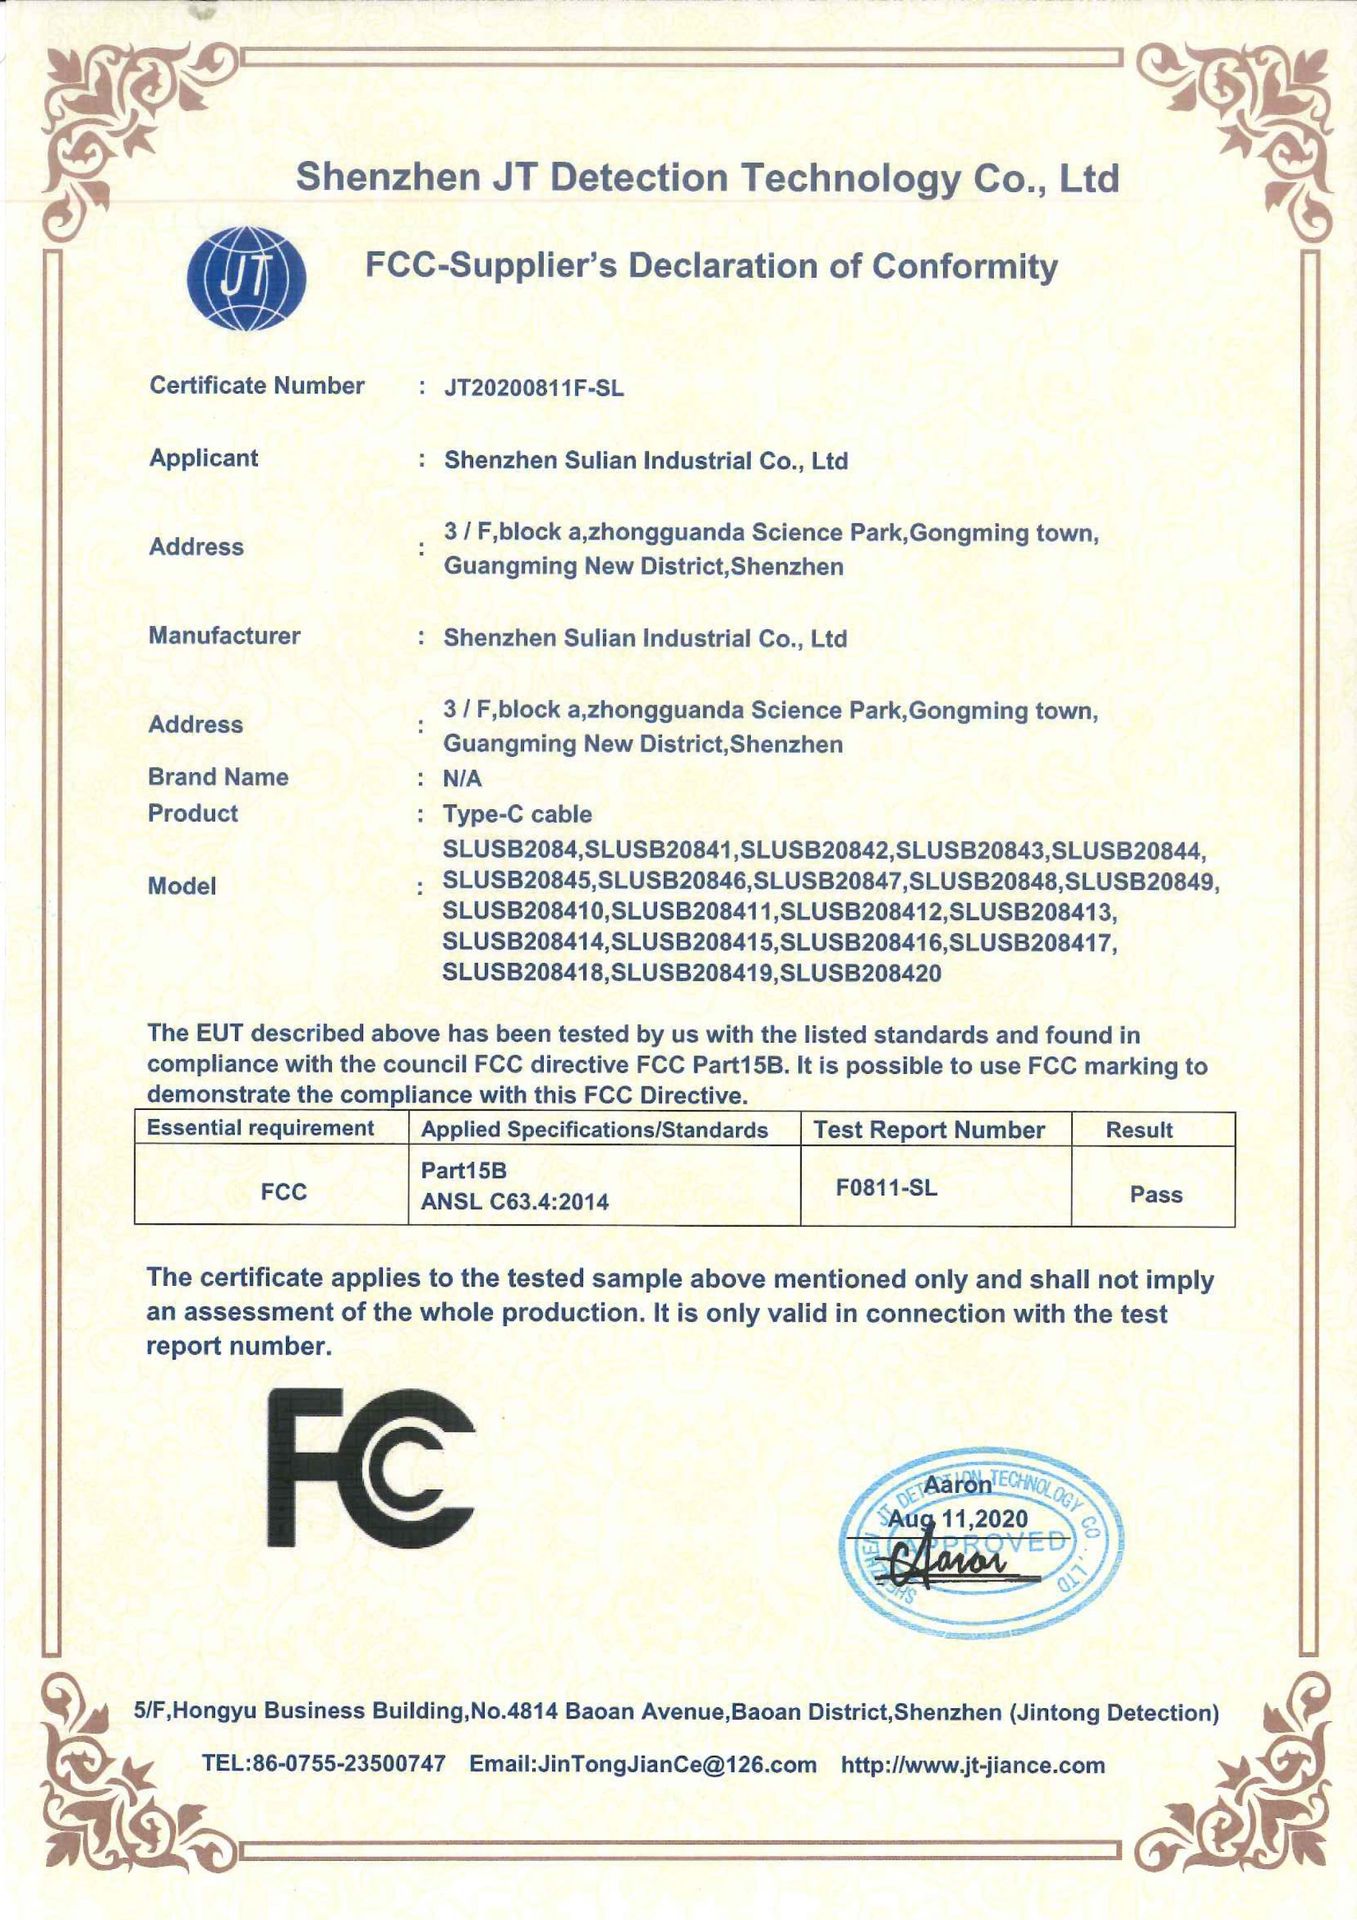 Shenzhen JT Detection Technology Co., Ltd
JT
FCC-Supplier's Declaration of Conformity
Certificate Number : JT20200811F-SL
Applicant : Shenzhen Sulian Industrial Co., Ltd
Address : 3 / F,block a,zhongguanda Science Park,Gongming town,
Guangming New District,Shenzhen
Manufacturer : Shenzhen Sulian Industrial Co., Ltd
Address : 3 / F,block a,zhongguanda Science Park,Gongming town,
Guangming New District,Shenzhen
Brand Name : N/A
Product : Type-C cable
Model : SLUSB2084,SLUSB20841,SLUSB20842,SLUSB20843,SLUSB20844,
SLUSB20845,SLUSB20846,SLUSB20847,SLUSB20848,SLUSB20849,
SLUSB208410,SLUSB208411,SLUSB208412,SLUSB208413,
SLUSB208414,SLUSB208415,SLUSB208416,SLUSB208417,
SLUSB208418,SLUSB208419,SLUSB208420
The EUT described above has been tested by us with the listed standards and found in
compliance with the council FCC directive FCC Part15B. It is possible to use FCC marking to
demonstrate the compliance with this FCC Directive.
Essential requirement Applied Specifications/Standards Test Report Number Result
FCC Part15B
ANSL C63.4:2014 F0811-SL Pass
The certificate applies to the tested sample above mentioned only and shall not imply
an assessment of the whole production. It is only valid in connection with the test
report number.
FCC
SHENZHEN JT DETECTION TECHNOLOGY CO.,LTD
Aaron
Aug 11,2020
APPROVED
Aaron
5/F,Hongyu Business Building,No.4814 Baoan Avenue,Baoan District,Shenzhen (Jintong Detection)
TEL:86-0755-23500747 Email:JinTongJianCe@126.com http://www.jt-jiance.com